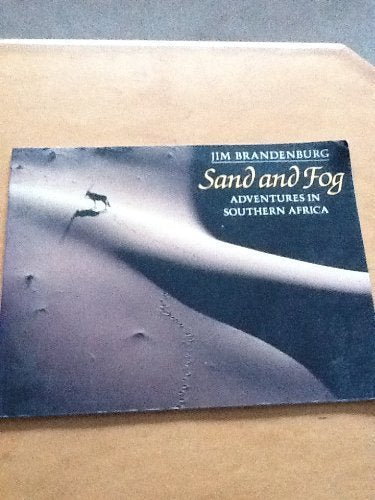 JIM BRANDENBURG
Sand and Fog
ADVENTURES IN
SOUTHERN AFRICA